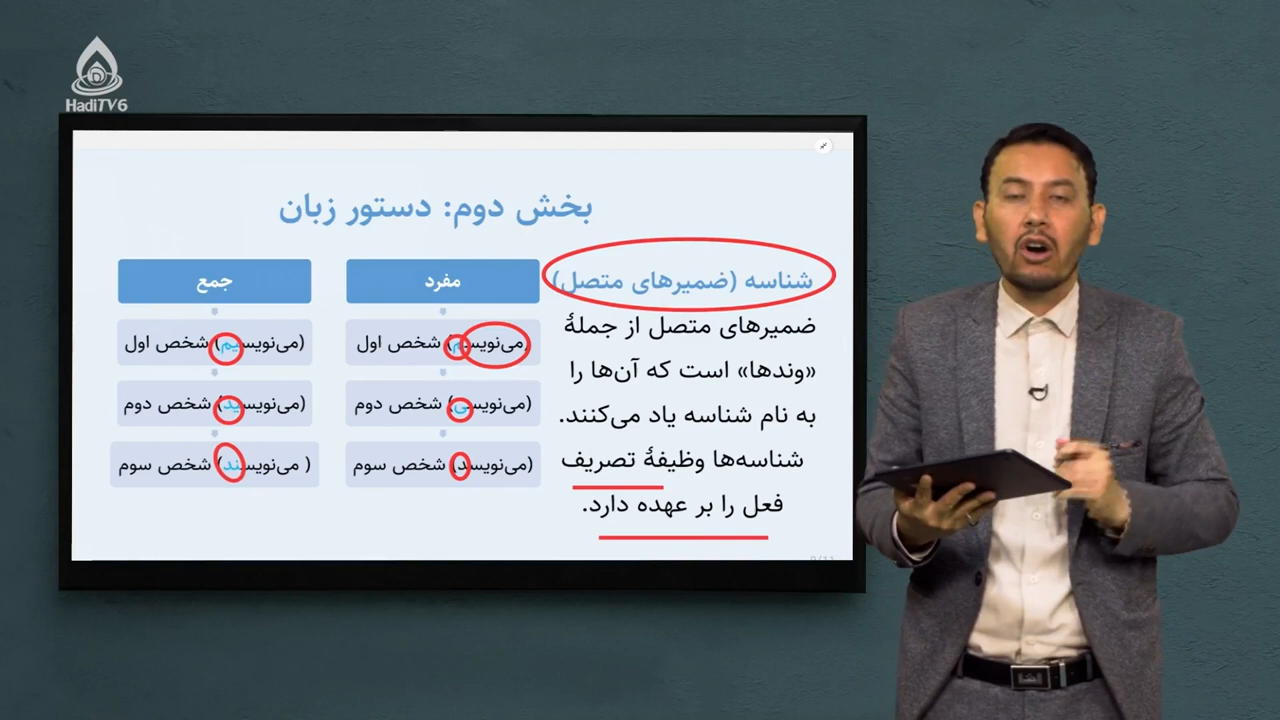 HadiTV6
بخش دوم: دستور زبان
شناسه (ضمیرهای متصل)
ضمیرهای متصل از جملهٔ
«وندها» است که آن‌ها را
به نام شناسه یاد می‌کنند.
شناسه‌ها وظیفهٔ تصریف
فعل را بر عهده دارد.
مفرد
(می‌نویسم) شخص اول
(می‌نویسی) شخص دوم
(می‌نویسد) شخص سوم
جمع
(می‌نویسیم) شخص اول
(می‌نویسید) شخص دوم
( می‌نویسند) شخص سوم